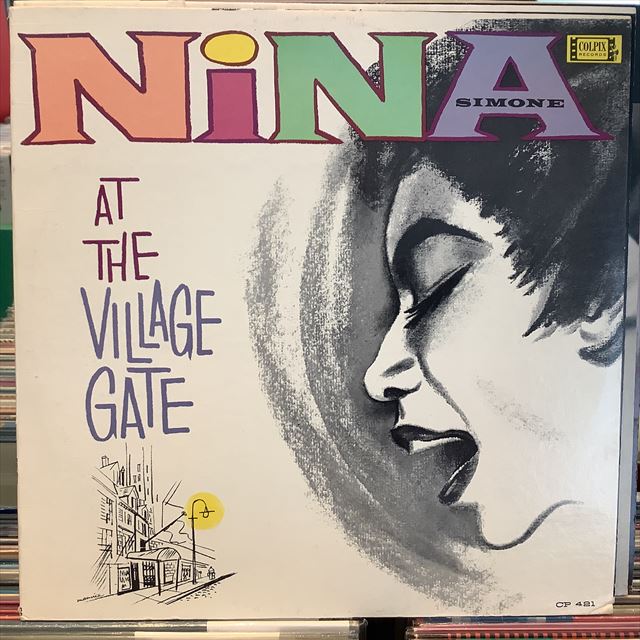 NiNA
SIMONE
COLPIX
RECORDS
AT
THE
VILLAGE
GATE
CP 421